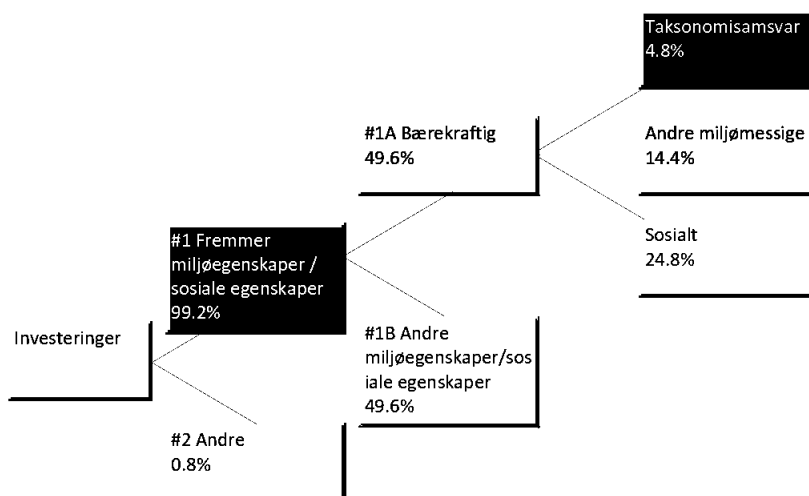 Taksonomisamsvar
4.8%
#1A Bærekraftig
49.6%
Andre miljømessige
14.4%
#1 Fremmer
miljøegenskaper /
sosiale egenskaper
99.2%
Sosialt
24.8%
Investeringer
#1B Andre
miljøegenskaper/sos
iale egenskaper
49.6%
#2 Andre
0.8%